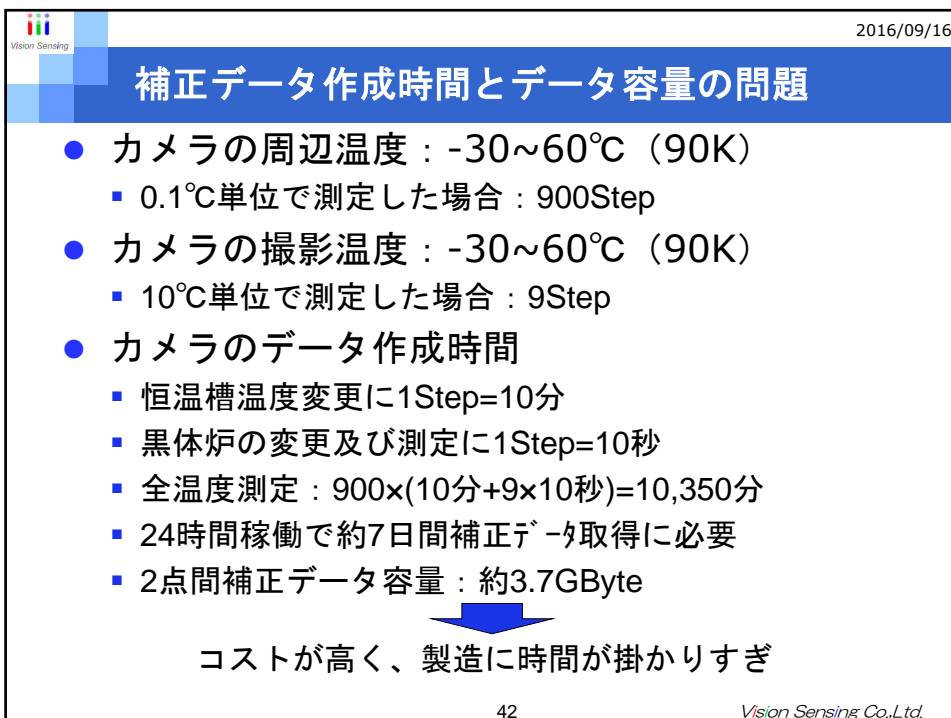 2016/09/16
Vision Sensing
補正データ作成時間とデータ容量の問題
カメラの周辺温度：-30~60℃（90K）
0.1℃単位で測定した場合：900Step
カメラの撮影温度：-30~60℃（90K）
10℃単位で測定した場合：9Step
カメラのデータ作成時間
恒温槽温度変更に1Step=10分
黒体炉の変更及び測定に1Step=10秒
全温度測定：900×(10分+9×10秒)=10,350分
24時間稼働で約7日間補正ﾃﾞｰﾀ取得に必要
2点間補正データ容量：約3.7GByte
コストが高く、製造に時間が掛かりすぎ
42
Vision Sensing Co.,Ltd.